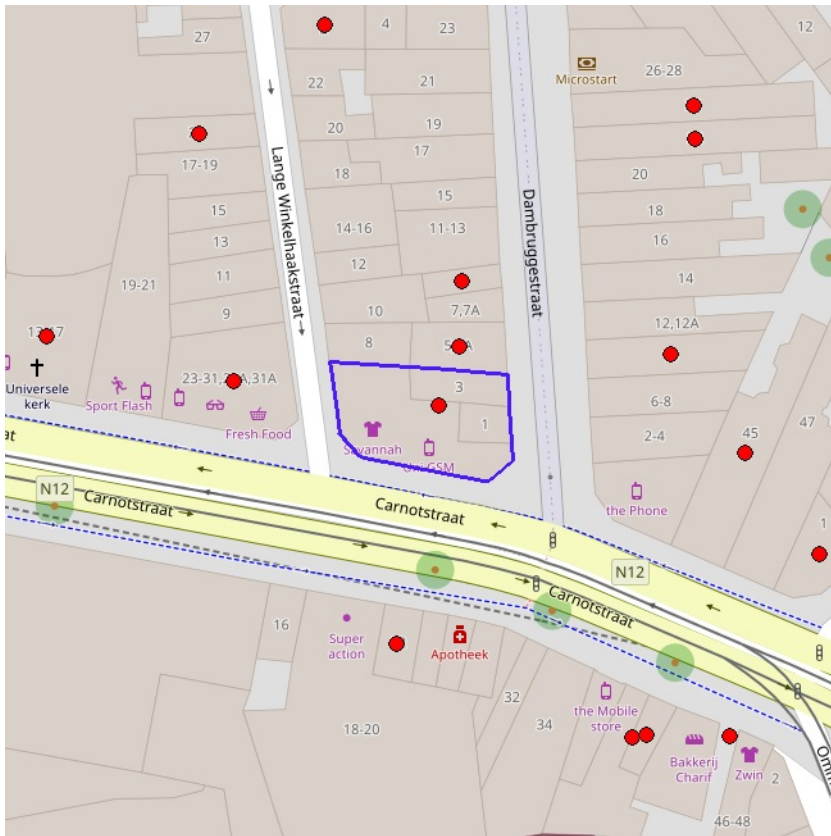 27
4
23
12
Microstart
26-28
22
21
20
19
17
17-19
18
15
20
15
14-16
11-13
18
13
16
12
11
14
19-21
9
10
7,7A
12,12A
8
3
6-8
1
2-4
45
47
Lange Winkelhaakstraat
Dambruggestraat
Universele
kerk
Sport Flash
Fresh Food
Savannah
Uni GSM
the Phone
N12
Carnotstraat
Carnotstraat
N12
Carnotstraat
16
Super
action
Apotheek
18-20
32
34
the Mobile
store
Bakkerij
Charif
Zwin
2
46-48